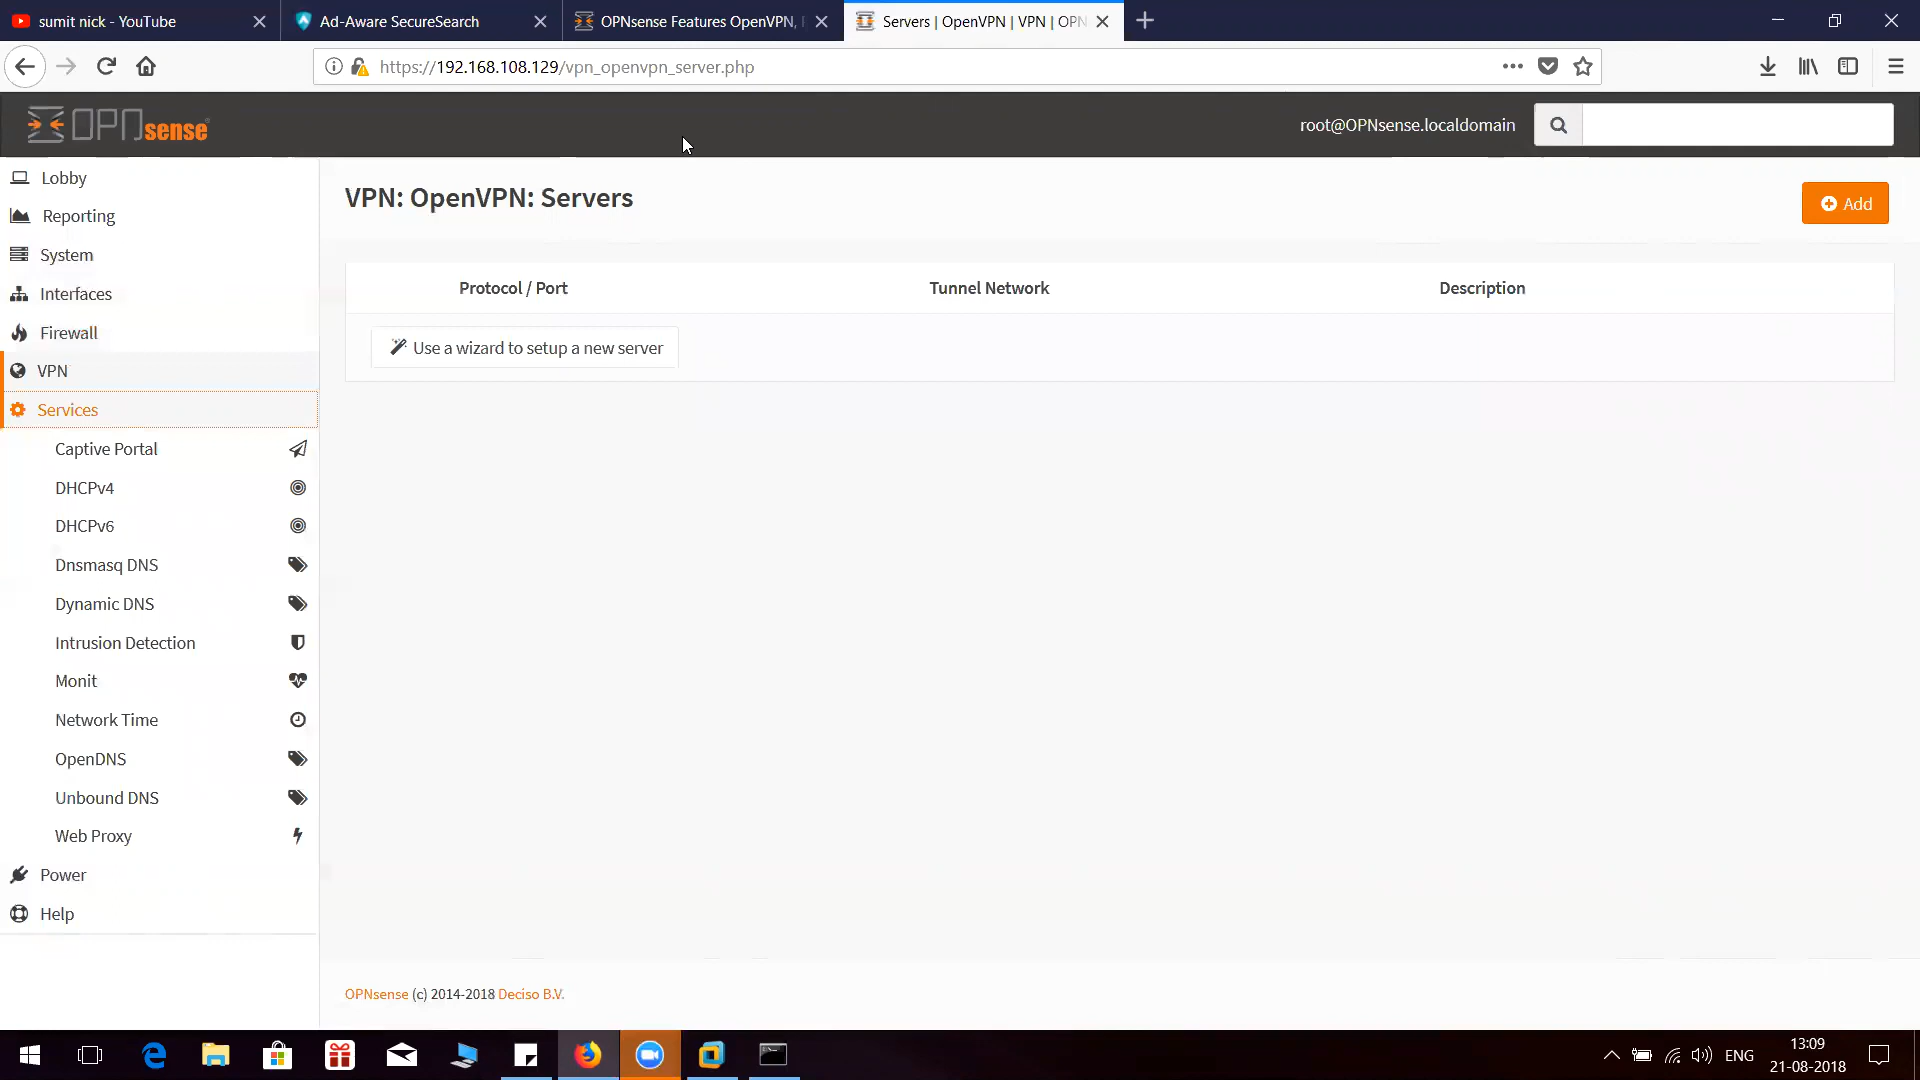 sumit nick - YouTube
Ad-Aware SecureSearch
OPNsense Features OpenVPN,
Servers | OpenVPN | VPN | OPN
https://192.168.108.129/vpn_openvpn_server.php
OPNsense
root@OPNsense.localdomain
Lobby
Reporting
System
Interfaces
Firewall
VPN
Services
Captive Portal
DHCPv4
DHCPv6
Dnsmasq DNS
Dynamic DNS
Intrusion Detection
Monit
Network Time
OpenDNS
Unbound DNS
Web Proxy
Power
Help
VPN: OpenVPN: Servers
Add
Protocol / Port Tunnel Network Description
Use a wizard to setup a new server
OPNsense (c) 2014-2018 Deciso B.V.
ENG
13:09
21-08-2018